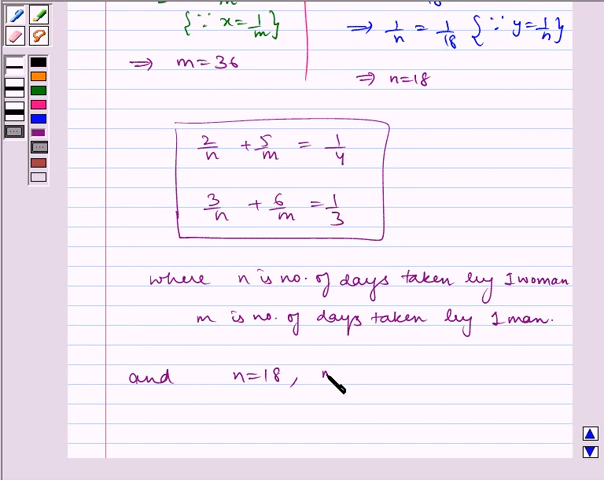 m
{∵ x = 1/m}
⇒ m = 36
18
⇒ 1/n = 1/18 {∵ y = 1/n}
⇒ n = 18
2/n + 5/m = 1/4
3/n + 6/m = 1/3
where n is no. of days taken by 1 woman
m is no. of days taken by 1 man.
and n = 18,